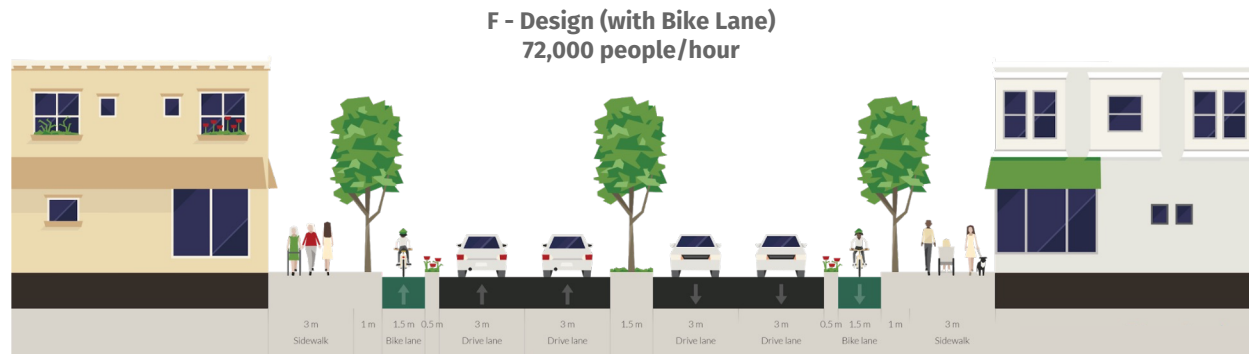 F - Design (with Bike Lane)
72,000 people/hour
3 m 1 m 1.5 m 0.5 m 3 m 3 m 1.5 m 3 m 3 m 0.5 m 1.5 m 1 m 3 m
Sidewalk Bike lane Drive lane Drive lane Drive lane Drive lane Bike lane Sidewalk